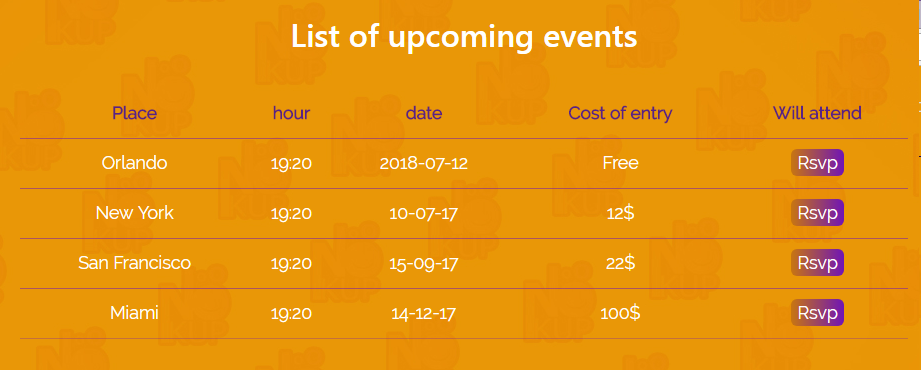 List of upcoming events
Place hour date Cost of entry Will attend
Orlando 19:20 2018-07-12 Free Rsvp
New York 19:20 10-07-17 12$ Rsvp
San Francisco 19:20 15-09-17 22$ Rsvp
Miami 19:20 14-12-17 100$ Rsvp